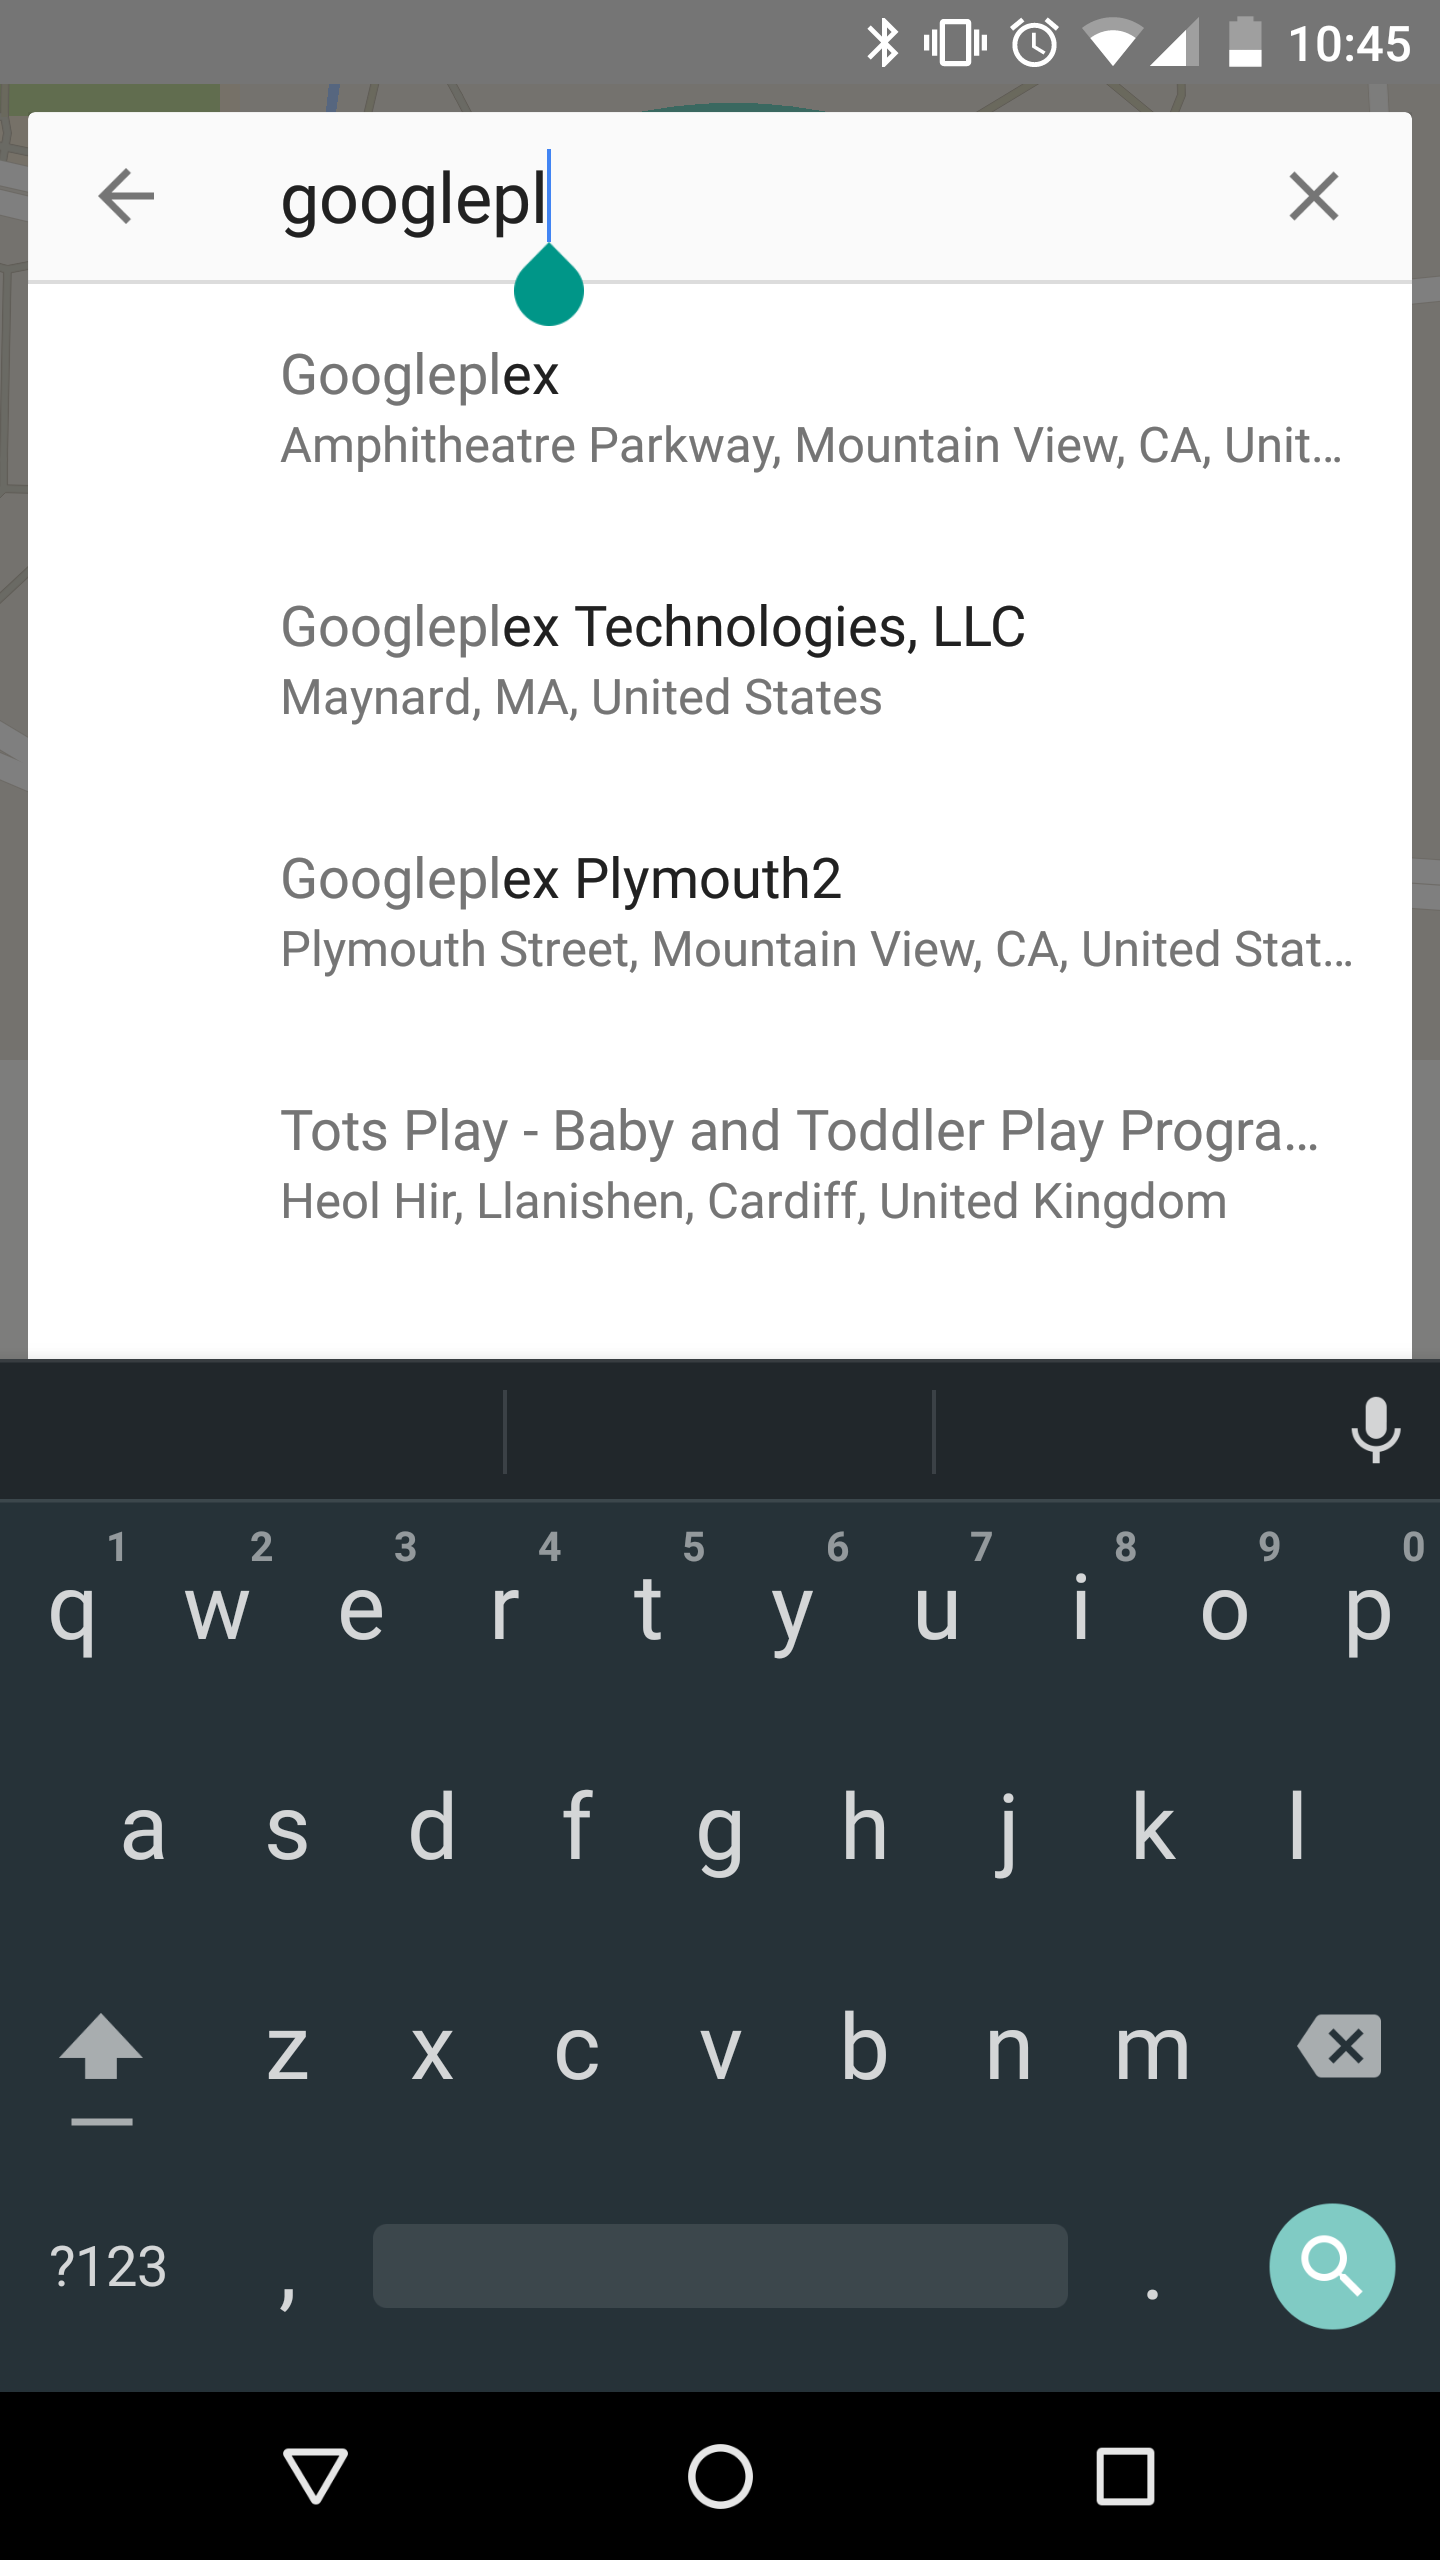 10:45
googlepl
Googleplex
Amphitheatre Parkway, Mountain View, CA, Unit...
Googleplex Technologies, LLC
Maynard, MA, United States
Googleplex Plymouth2
Plymouth Street, Mountain View, CA, United Stat...
Tots Play - Baby and Toddler Play Progra...
Heol Hir, Llanishen, Cardiff, United Kingdom
1 2 3 4 5 6 7 8 9 0
q w e r t y u i o p
a s d f g h j k l
z x c v b n m
?123 , .